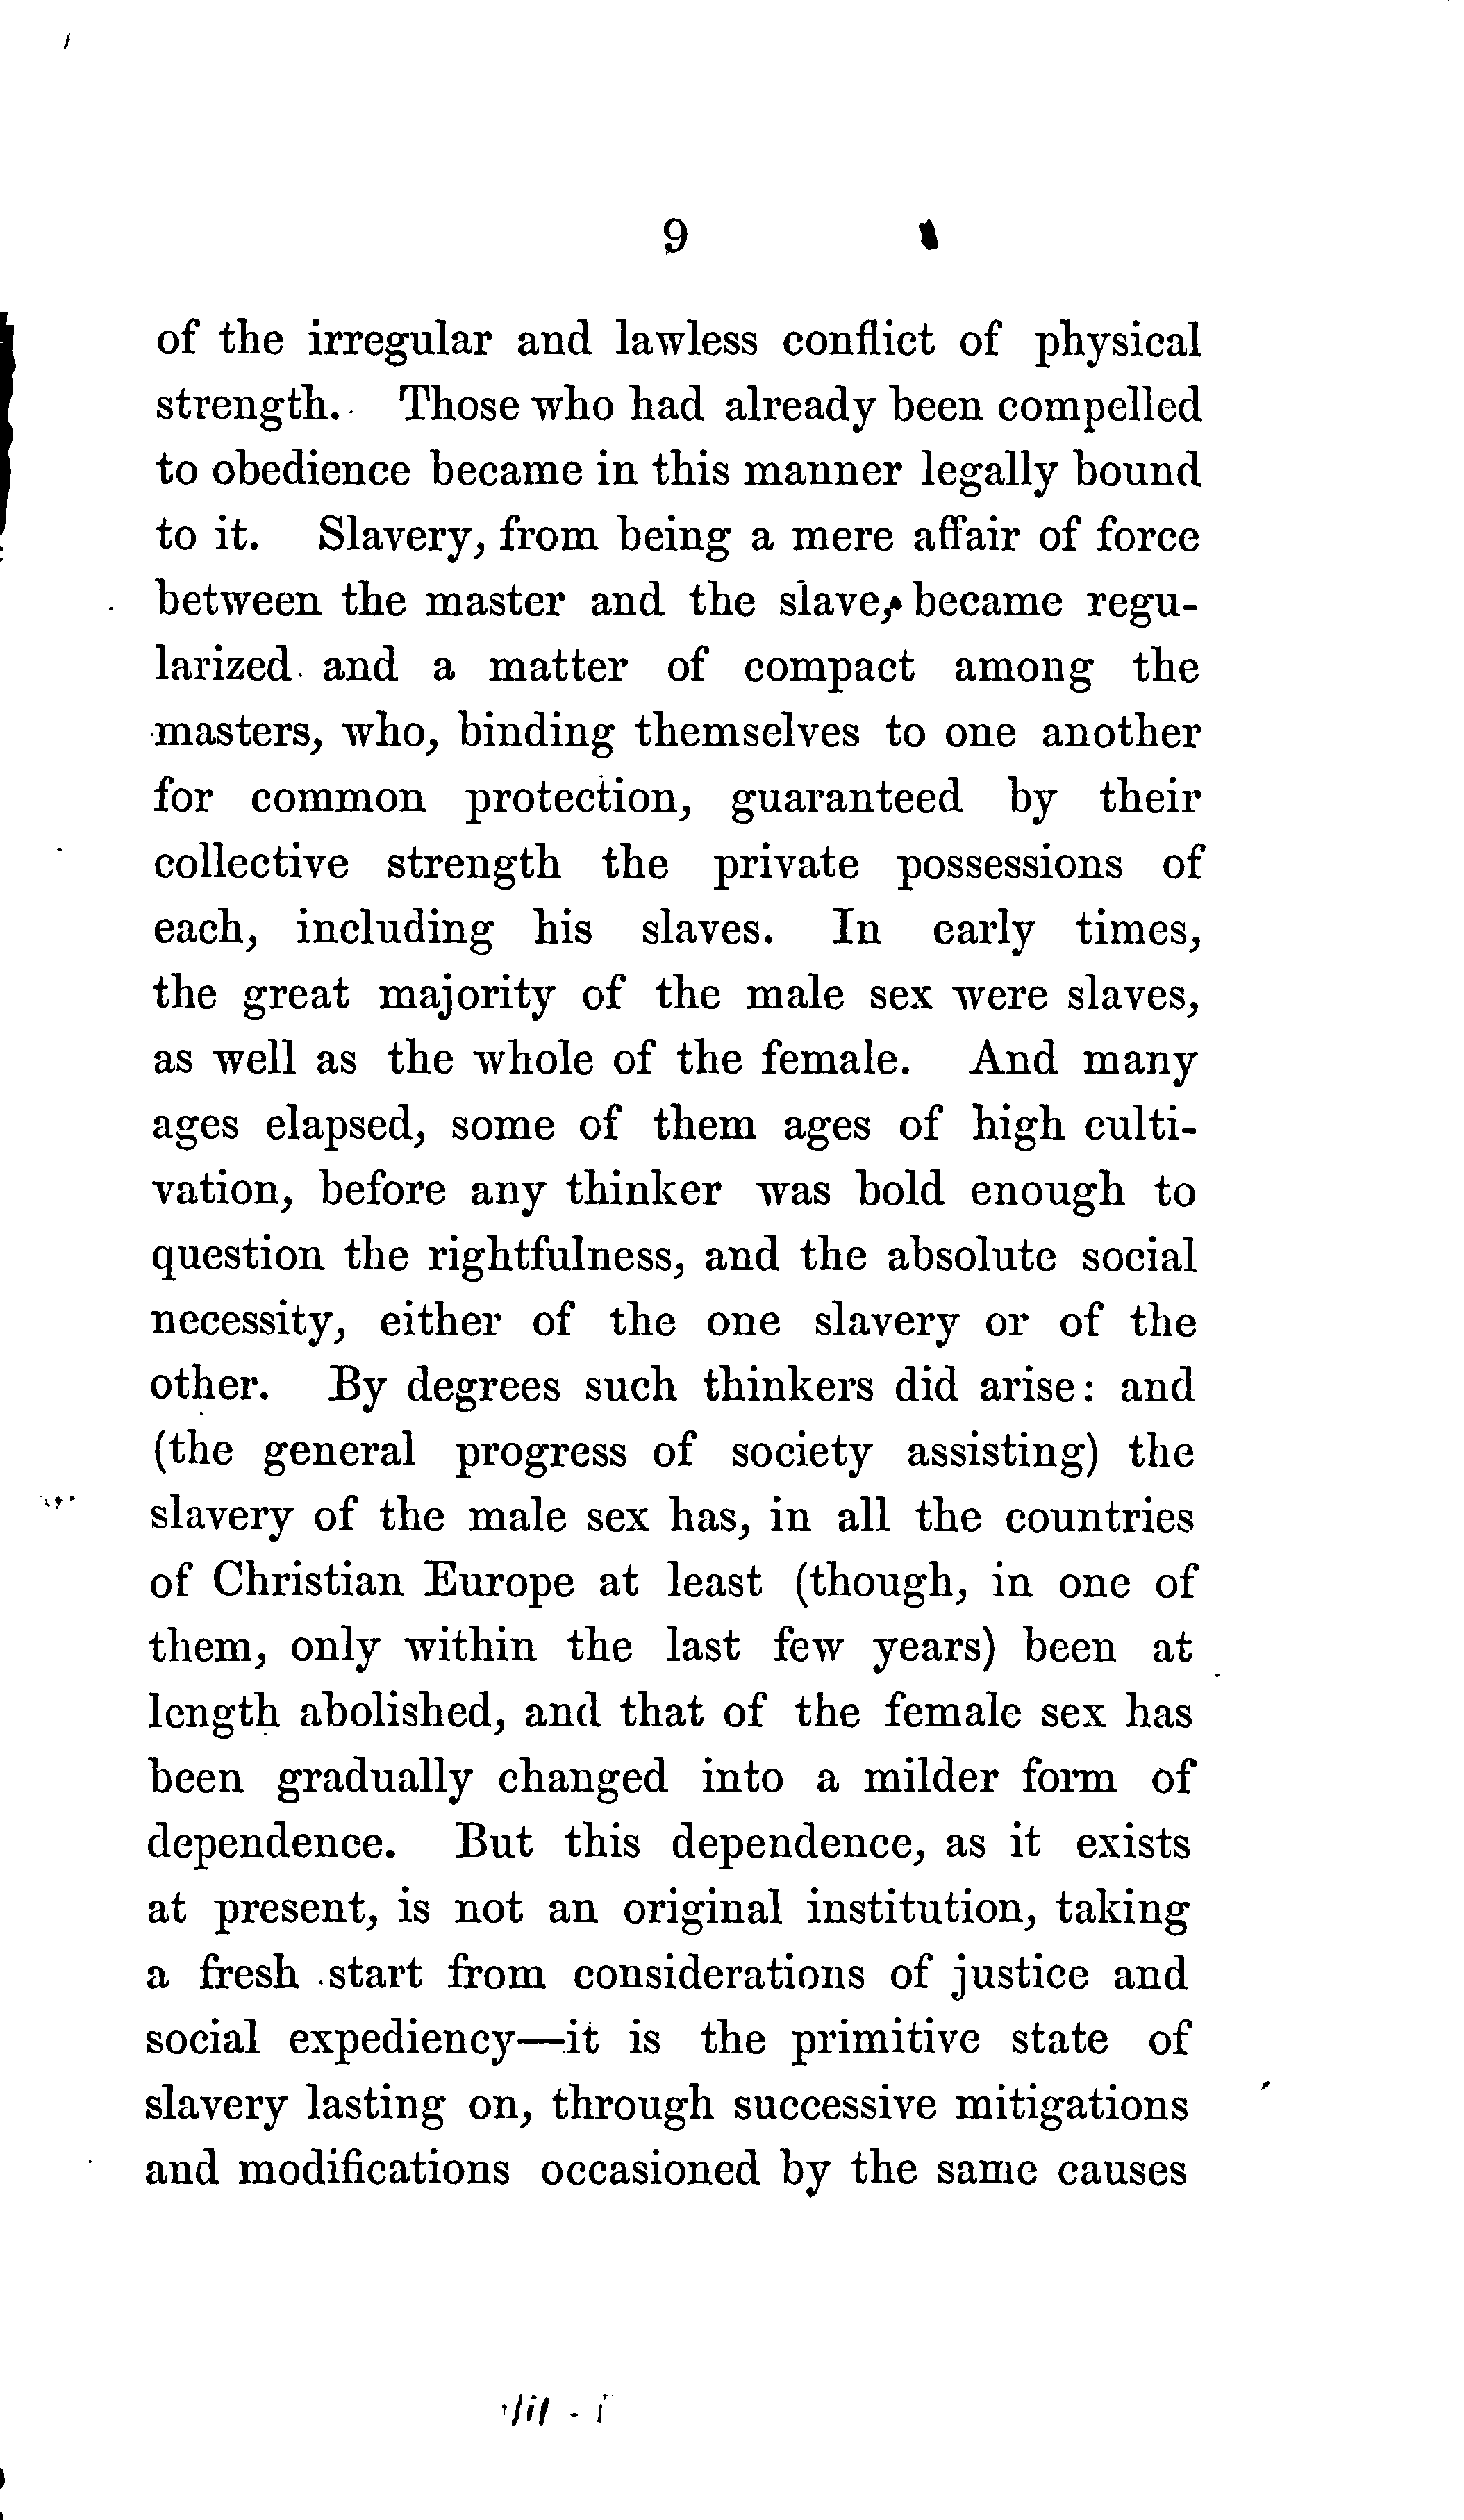 9
of the irregular and lawless conflict of physical
strength. Those who had already been compelled
to obedience became in this manner legally bound
to it. Slavery, from being a mere affair of force
between the master and the slave, became regu-
larized and a matter of compact among the
masters, who, binding themselves to one another
for common protection, guaranteed by their
collective strength the private possessions of
each, including his slaves. In early times,
the great majority of the male sex were slaves,
as well as the whole of the female. And many
ages elapsed, some of them ages of high culti-
vation, before any thinker was bold enough to
question the rightfulness, and the absolute social
necessity, either of the one slavery or of the
other. By degrees such thinkers did arise: and
(the general progress of society assisting) the
slavery of the male sex has, in all the countries
of Christian Europe at least (though, in one of
them, only within the last few years) been at
length abolished, and that of the female sex has
been gradually changed into a milder form of
dependence. But this dependence, as it exists
at present, is not an original institution, taking
a fresh start from considerations of justice and
social expediency—it is the primitive state of
slavery lasting on, through successive mitigations
and modifications occasioned by the same causes